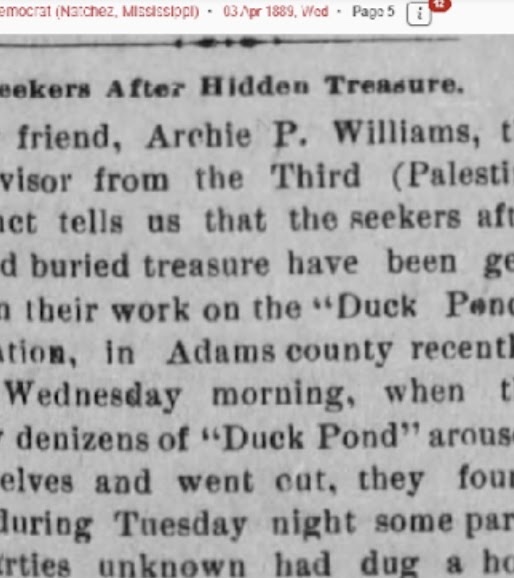 emocrat (Natchez, Mississippi) • 03 Apr 1889, Wed • Page 5
eekers After Hidden Treasure.
friend, Archie P. Williams, t
visor from the Third (Palesti
ict tells us that the seekers aft
d buried treasure have been ge
n their work on the “Duck Pond
ation, in Adams county recentl
Wednesday morning, when t
denizens of “Duck Pond” arous
elves and went out, they four
during Tuesday night some par
rties unknown had dug a ho